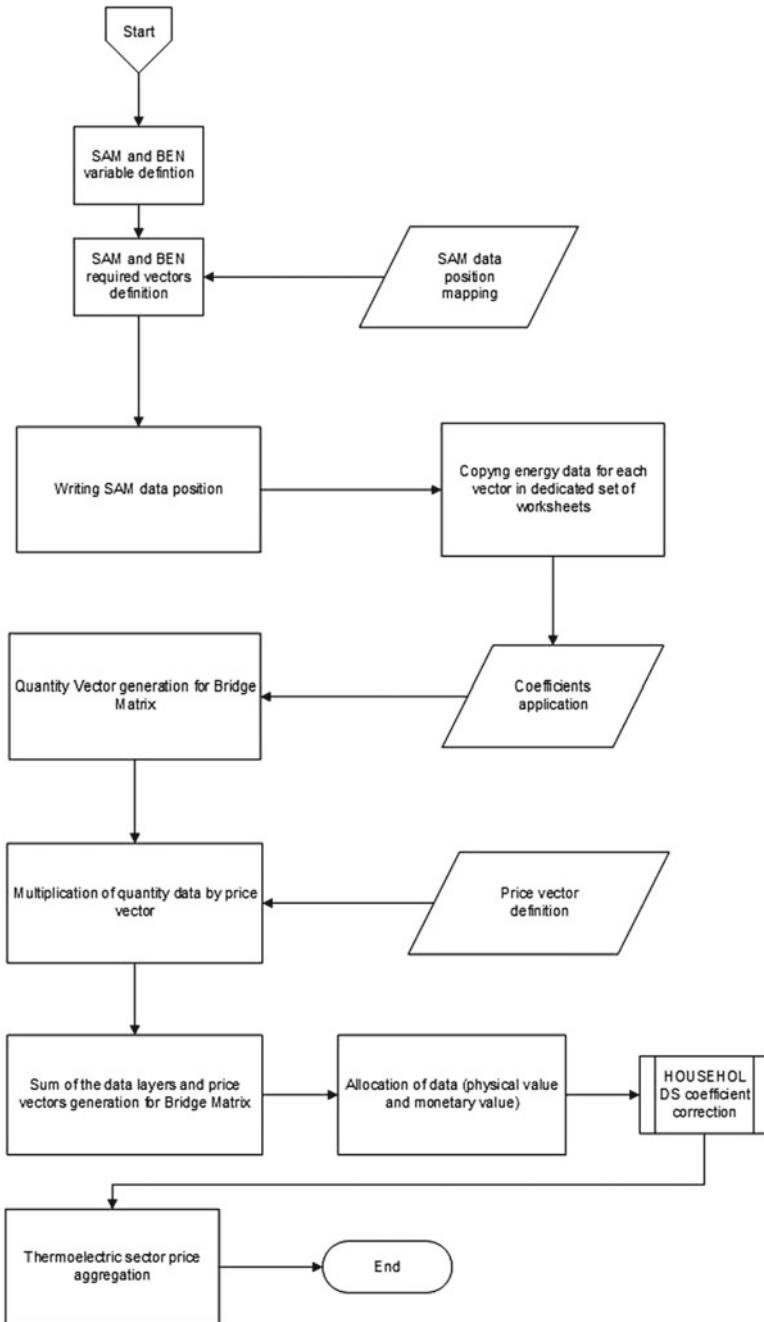 Start
SAM and BEN
variable defintion
SAM and BEN
required vectors
definition
SAM data
position
mapping
Writing SAM data position
Copyng energy data for each
vector in dedicated set of
worksheets
Quantity Vector generation for Bridge
Matrix
Coefficients
application
Multiplication of quantity data by price
vector
Price vector
definition
Sum of the data layers and price
vectors generation for Bridge Matrix
Allocation of data (physical value
and monetary value)
HOUSEHOL
DS coefficient
correction
Thermoelectric sector price
aggregation
End